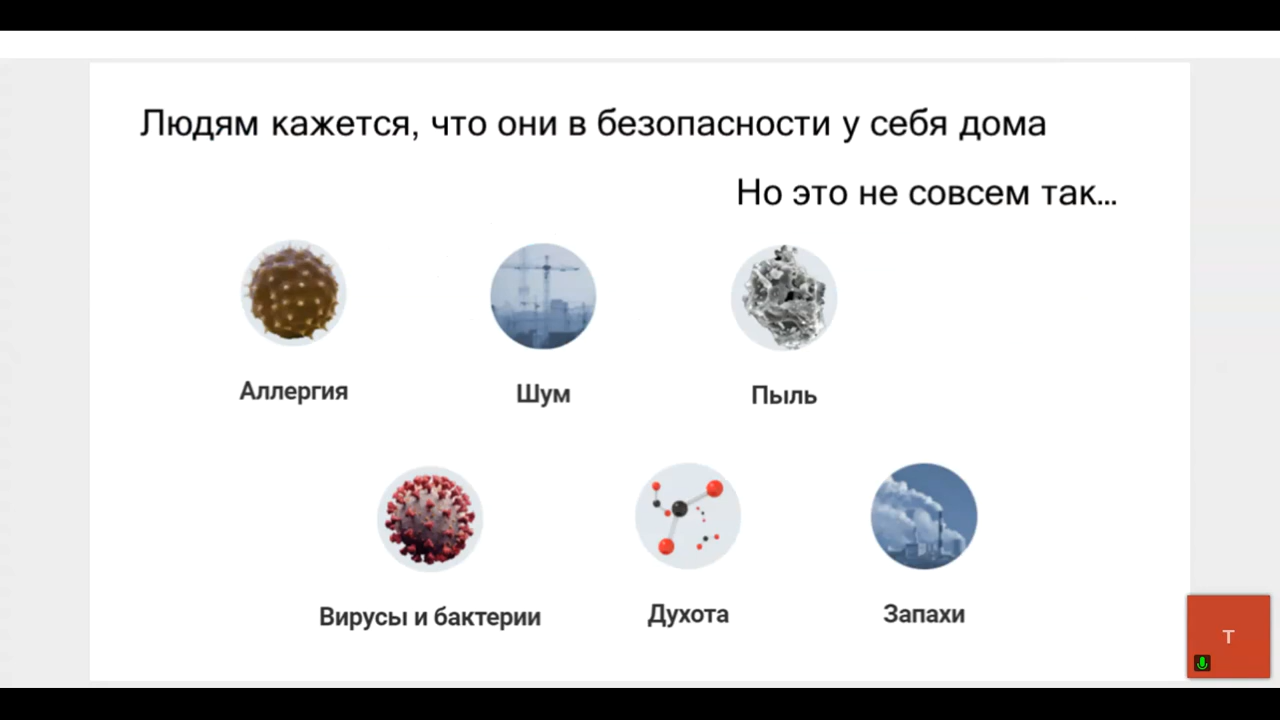 Людям кажется, что они в безопасности у себя дома
Но это не совсем так...
Аллергия
Шум
Пыль
Вирусы и бактерии
Духота
Запахи
T